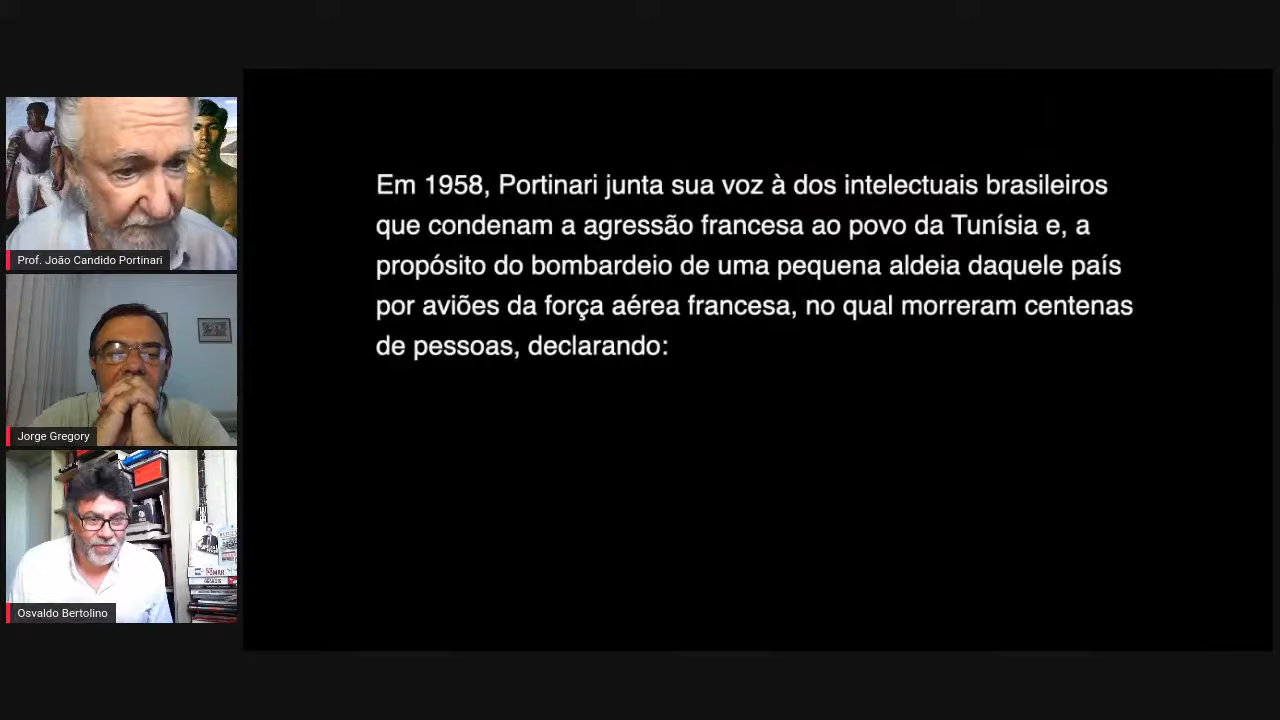 Prof. João Candido Portinari
Jorge Gregory
Osvaldo Bertolino
Em 1958, Portinari junta sua voz à dos intelectuais brasileiros
que condenam a agressão francesa ao povo da Tunísia e, a
propósito do bombardeio de uma pequena aldeia daquele país
por aviões da força aérea francesa, no qual morreram centenas
de pessoas, declarando:
POMAR